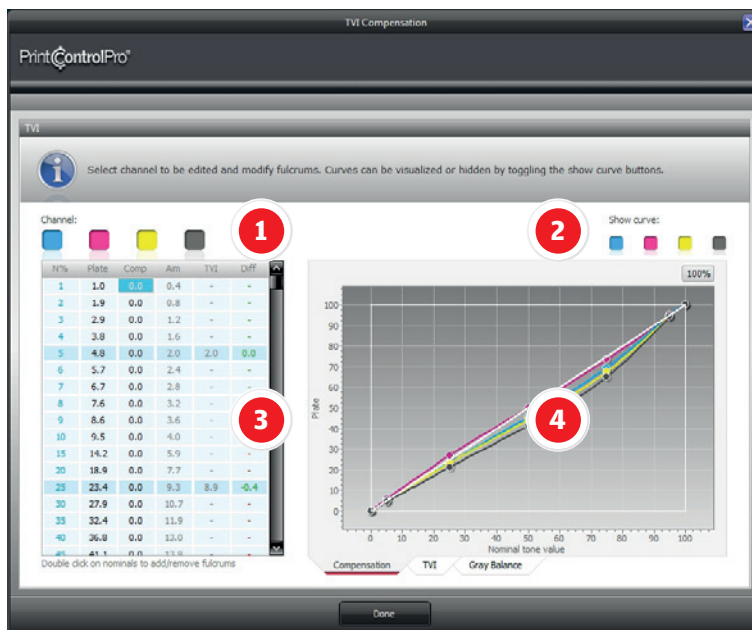 TVI Compensation
PrintControlPro®
TVI
Select channel to be edited and modify fulcrums. Curves can be visualized or hidden by toggling the show curve buttons.
Channel:
1
2
Show curve:
N% Plate Comp Aim TVI Diff
1 1.0 0.0 0.4 - -
2 1.9 0.0 0.8 - -
3 2.9 0.0 1.2 - -
4 3.8 0.0 1.6 - -
5 4.8 0.0 2.0 2.0 0.0
6 5.7 0.0 2.4 - -
7 6.7 0.0 2.8 - -
8 7.6 0.0 3.2 - -
9 8.6 0.0 3.6 - -
10 9.5 0.0 4.0 - -
15 14.2 0.0 5.9 - -
20 18.9 0.0 7.7 - -
25 23.4 0.0 9.3 8.9 -0.4
30 27.9 0.0 10.7 - -
35 32.4 0.0 11.9 - -
40 36.8 0.0 13.0 - -
45 41.1 0.0 13.8 - -
3
Double click on nominals to add/remove fulcrums
100%
Plate
100
90
80
70
60
50
40
30
20
10
0
4
0 10 20 30 40 50 60 70 80 90 100
Nominal tone value
Compensation TVI Gray Balance
Done